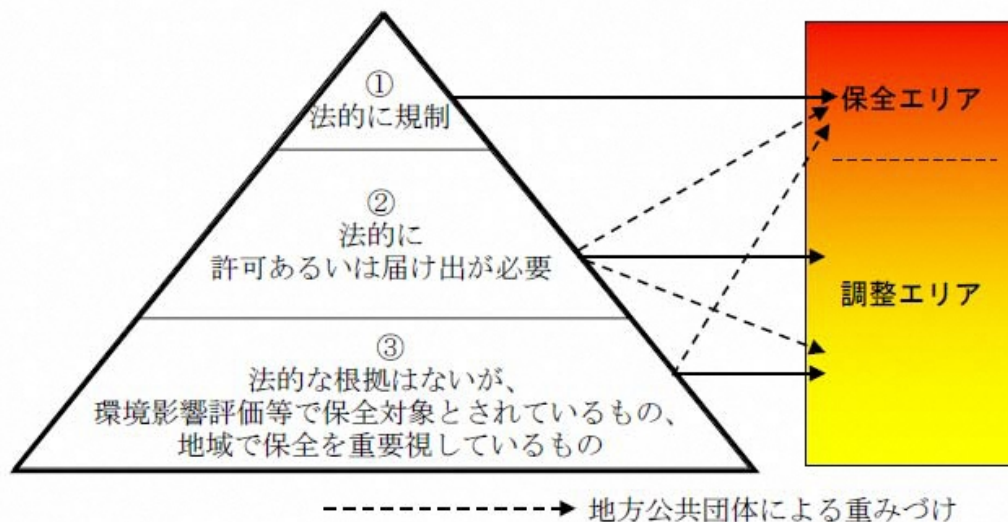 ①
法的に規制
保全エリア
②
法的に
許可あるいは届け出が必要
調整エリア
③
法的な根拠はないが、
環境影響評価等で保全対象とされているもの、
地域で保全を重要視しているもの
地方公共団体による重みづけ